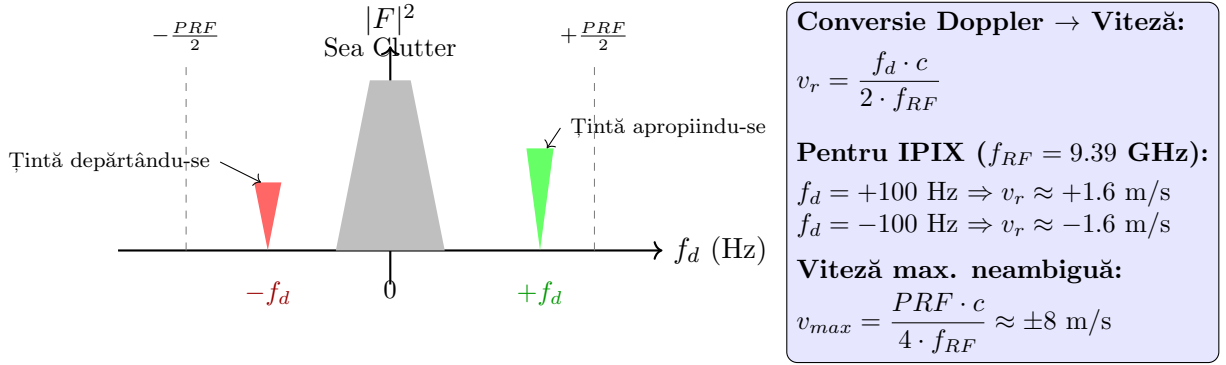 |F|²
Sea Clutter
-PRF/2
+PRF/2
Țintă depărtându-se
Țintă apropiindu-se
f_d (Hz)
−f_d
0
+f_d
Conversie Doppler → Viteză:
v_r = f_d · c / 2 · f_RF
Pentru IPIX (f_RF = 9.39 GHz):
f_d = +100 Hz ⇒ v_r ≈ +1.6 m/s
f_d = −100 Hz ⇒ v_r ≈ −1.6 m/s
Viteză max. neambiguă:
v_max = PRF · c / 4 · f_RF ≈ ±8 m/s